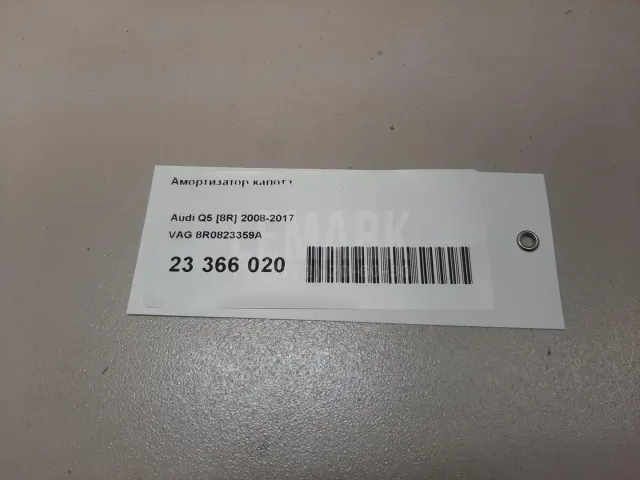 Амортизатор капота
Audi Q5 [8R] 2008-2017
VAG 8R0823359A
23 366 020